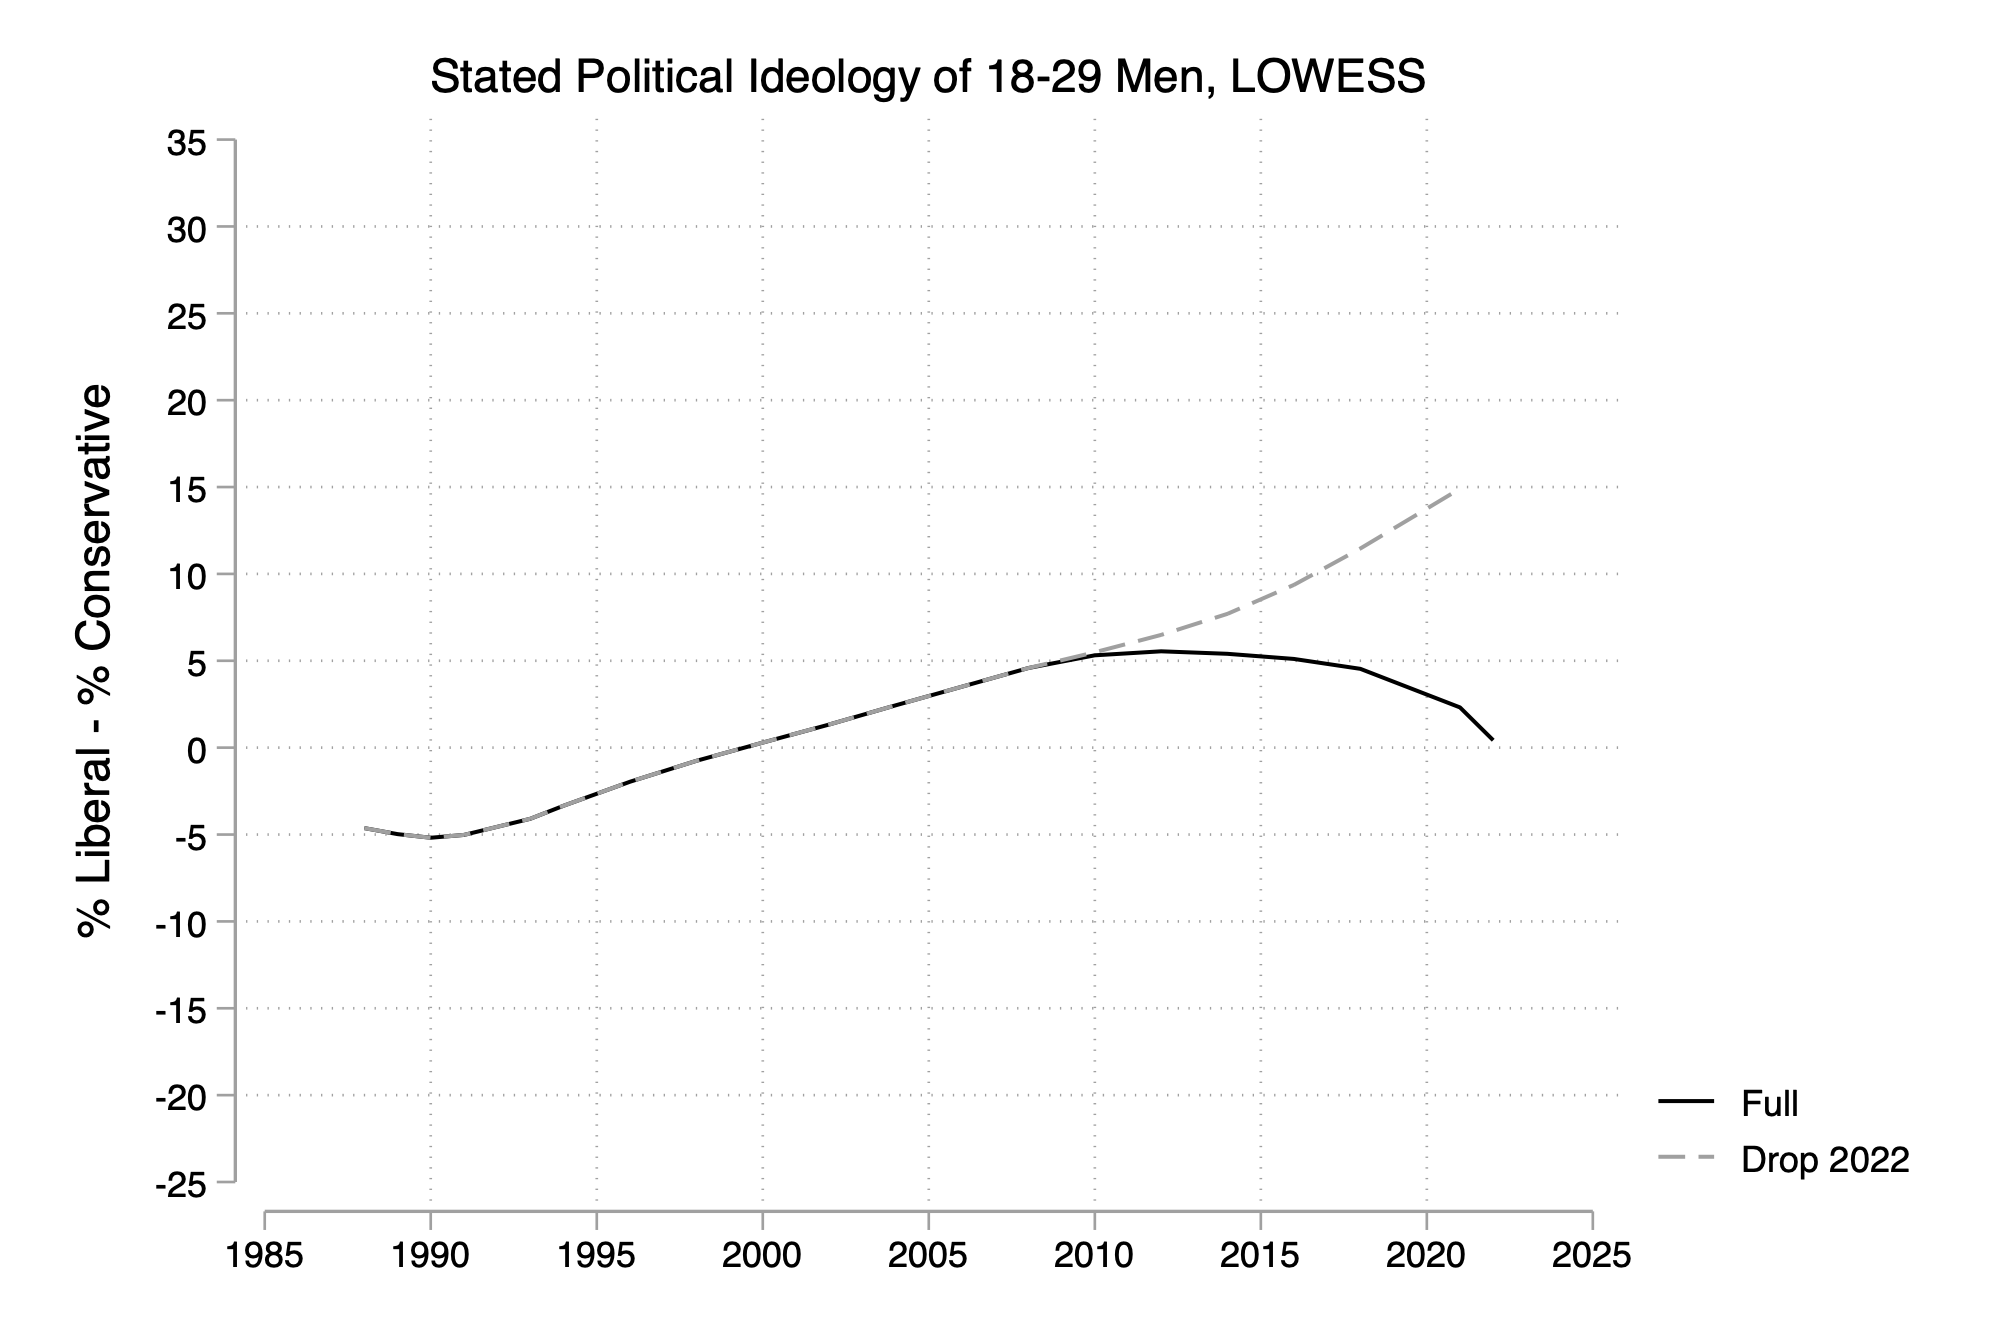 Stated Political Ideology of 18-29 Men, LOWESS
% Liberal - % Conservative
35
30
25
20
15
10
5
0
-5
-10
-15
-20
-25
1985 1990 1995 2000 2005 2010 2015 2020 2025
Full
Drop 2022